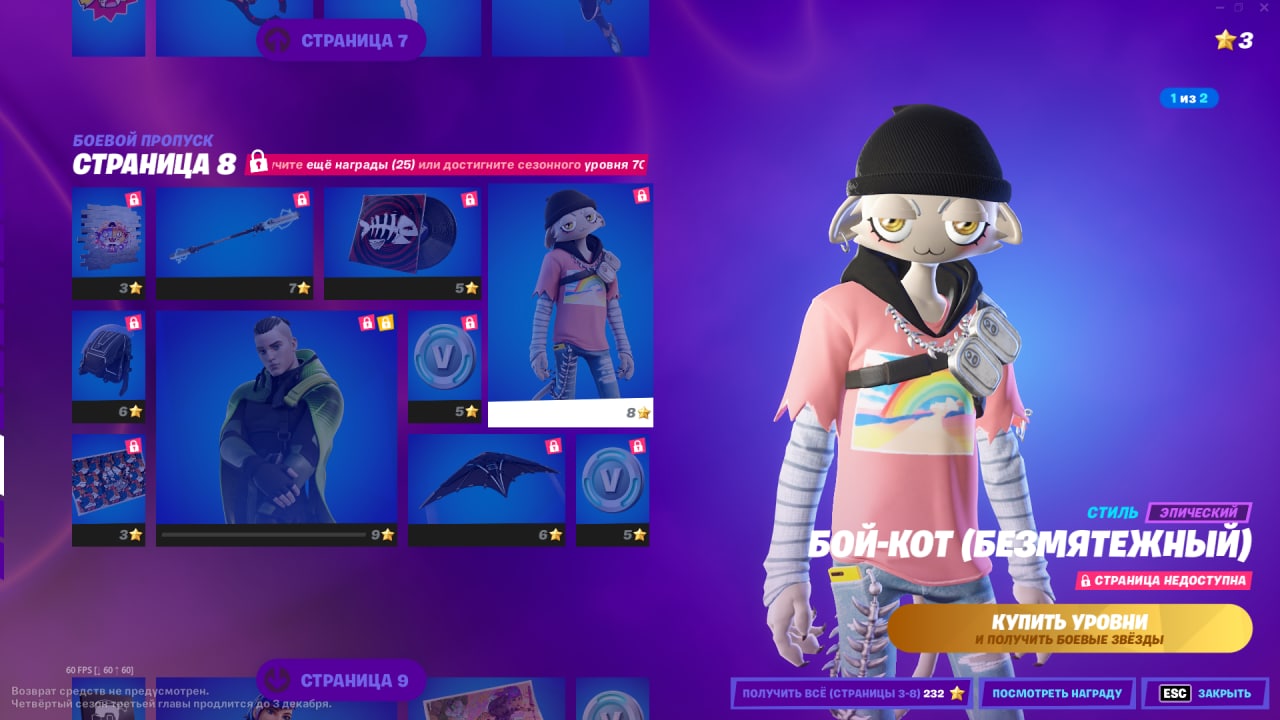 СТРАНИЦА 7
3
1 из 2
БОЕВОЙ ПРОПУСК
СТРАНИЦА 8
чите ещё награды (25) или достигните сезонного уровня 70
3
7
5
6
V
5
8
3
9
6
V
5
СТИЛЬ ЭПИЧЕСКИЙ
БОЙ-КОТ (БЕЗМЯТЕЖНЫЙ)
СТРАНИЦА НЕДОСТУПНА
КУПИТЬ УРОВНИ
И ПОЛУЧИТЬ БОЕВЫЕ ЗВЁЗДЫ
60 FPS [↓ 60 ↑ 60]
Возврат средств не предусмотрен.
Четвёртый сезон третьей главы продлится до 3 декабря.
СТРАНИЦА 9
ПОЛУЧИТЬ ВСЁ (СТРАНИЦЫ 3-8) 232
ПОСМОТРЕТЬ НАГРАДУ
ESC ЗАКРЫТЬ